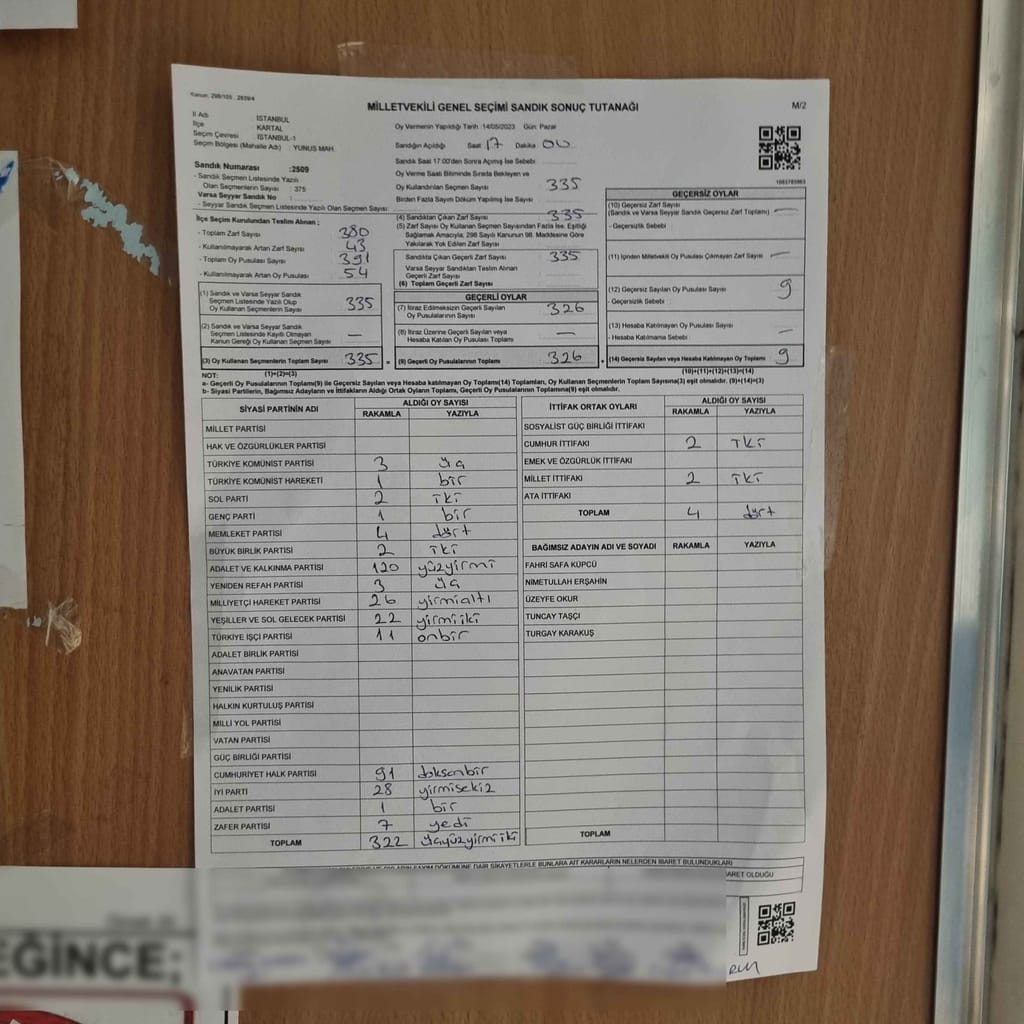 Kanun: 298/105 , 2839/4
MİLLETVEKİLİ GENEL SEÇİMİ SANDIK SONUÇ TUTANAĞI
M/2
İl Adı : İSTANBUL
İlçe : KARTAL
Seçim Çevresi : İSTANBUL-1
Seçim Bölgesi (Mahalle Adı) : YUNUS MAH.
Sandık Numarası :2509
- Sandık Seçmen Listesinde Yazılı
Olan Seçmenlerin Sayısı : 375
Varsa Seyyar Sandık No :
- Seyyar Sandık Seçmen Listesinde Yazılı Olan Seçmen Sayısı:
Oy Vermenin Yapıldığı Tarih :14/05/2023 Gün: Pazar
Sandığın Açıldığı Saat 17 Dakika 00
Sandık Saat 17:00'den Sonra Açılmış İse Sebebi
Oy Verme Saati Bitiminde Sırada Bekleyen ve
Oy Kullandırılan Seçmen Sayısı 335
Birden Fazla Sayım Döküm Yapılmış İse Sayısı
İlçe Seçim Kurulundan Teslim Alınan ;
- Toplam Zarf Sayısı 380
- Kullanılmayarak Artan Zarf Sayısı 43
- Toplam Oy Pusulası Sayısı 391
- Kullanılmayarak Artan Oy Pusulası 54
(1) Sandık ve Varsa Seyyar Sandık
Seçmen Listesinde Yazılı Olup
Oy Kullanan Seçmenlerin Sayısı 335
(2) Sandık ve Varsa Seyyar Sandık
Seçmen Listesinde Kayıtlı Olmayan
Kanun Gereği Oy Kullanan Seçmen Sayısı —
(3) Oy Kullanan Seçmenlerin Toplam Sayısı 335 =
(1)+(2)=(3)
(4) Sandıktan Çıkan Zarf Sayısı 335
(5) Zarf Sayısı Oy Kullanan Seçmen Sayısından Fazla İse, Eşitliği
Sağlamak Amacıyla, 298 Sayılı Kanunun 98. Maddesine Göre
Yakılarak Yok Edilen Zarf Sayısı
Sandıkta Çıkan Geçerli Zarf Sayısı 335
Varsa Seyyar Sandıktan Teslim Alınan
Geçerli Zarf Sayısı
(6) Toplam Geçerli Zarf Sayısı
GEÇERLİ OYLAR
(7) İtiraz Edilmeksizin Geçerli Sayılan
Oy Pusulalarının Sayısı 326
(8) İtiraz Üzerine Geçerli Sayılan veya
Hesaba Katılan Oy Pusulası Toplamı —
(9) Geçerli Oy Pusulalarının Toplamı 326 +
GEÇERSİZ OYLAR
(10) Geçersiz Zarf Sayısı
(Sandık ve Varsa Seyyar Sandık Geçersiz Zarf Toplamı) —
- Geçersizlik Sebebi :
(11) İçinden Milletvekili Oy Pusulası Çıkmayan Zarf Sayısı —
(12) Geçersiz Sayılan Oy Pusulası Sayısı 9
- Geçersizlik Sebebi :
(13) Hesaba Katılmayan Oy Pusulası Sayısı —
- Hesaba Katılmama Sebebi :
(14) Geçersiz Sayılan veya Hesaba Katılmayan Oy Toplamı 9
(10)+(11)+(12)+(13)=(14)
NOT:
a- Geçerli Oy Pusulalarının Toplamı(9) ile Geçersiz Sayılan veya Hesaba katılmayan Oy Toplamı(14) Toplamları, Oy Kullanan Seçmenlerin Toplam Sayısına(3) eşit olmalıdır. (9)+(14)=(3)
b- Siyasi Partilerin, Bağımsız Adayların ve İttifakların Aldığı Ortak Oyların Toplamı, Geçerli Oy Pusulalarının Toplamına(9) eşit olmalıdır.
SİYASİ PARTİNİN ADI ALDIĞI OY SAYISI
RAKAMLA YAZIYLA
MİLLET PARTİSİ
HAK VE ÖZGÜRLÜKLER PARTİSİ
TÜRKİYE KOMÜNİST PARTİSİ 3 üç
TÜRKİYE KOMÜNİST HAREKETİ 1 bir
SOL PARTİ 2 iki
GENÇ PARTİ 1 bir
MEMLEKET PARTİSİ 4 dört
BÜYÜK BİRLİK PARTİSİ 2 iki
ADALET VE KALKINMA PARTİSİ 120 yüzyirmi
YENİDEN REFAH PARTİSİ 3 üç
MİLLİYETÇİ HAREKET PARTİSİ 26 yirmialtı
YEŞİLLER VE SOL GELECEK PARTİSİ 22 yirmiiki
TÜRKİYE İŞÇİ PARTİSİ 11 onbir
ADALET BİRLİK PARTİSİ
ANAVATAN PARTİSİ
YENİLİK PARTİSİ
HALKIN KURTULUŞ PARTİSİ
MİLLİ YOL PARTİSİ
VATAN PARTİSİ
GÜÇ BİRLİĞİ PARTİSİ
CUMHURİYET HALK PARTİSİ 91 doksanbir
İYİ PARTİ 28 yirmisekiz
ADALET PARTİSİ 1 bir
ZAFER PARTİSİ 7 yedi
TOPLAM 322 üçyüzyirmiiki
İTTİFAK ORTAK OYLARI ALDIĞI OY SAYISI
RAKAMLA YAZIYLA
SOSYALİST GÜÇ BİRLİĞİ İTTİFAKI
CUMHUR İTTİFAKI 2 iki
EMEK VE ÖZGÜRLÜK İTTİFAKI
MİLLET İTTİFAKI 2 iki
ATA İTTİFAKI
TOPLAM 4 dört
BAĞIMSIZ ADAYIN ADI VE SOYADI RAKAMLA YAZIYLA
FAHRİ SAFA KÜPCÜ
NİMETULLAH ERŞAHİN
ÜZEYFE OKUR
TUNCAY TAŞÇI
TURGAY KARAKUŞ
TOPLAM
DÖKÜMÜNE DAİR ŞİKAYETLERLE BUNLARA AİT KARARLARIN NELERDEN İBARET BULUNDUKLARI
İBARET OLDUĞU
EĞİNCE;